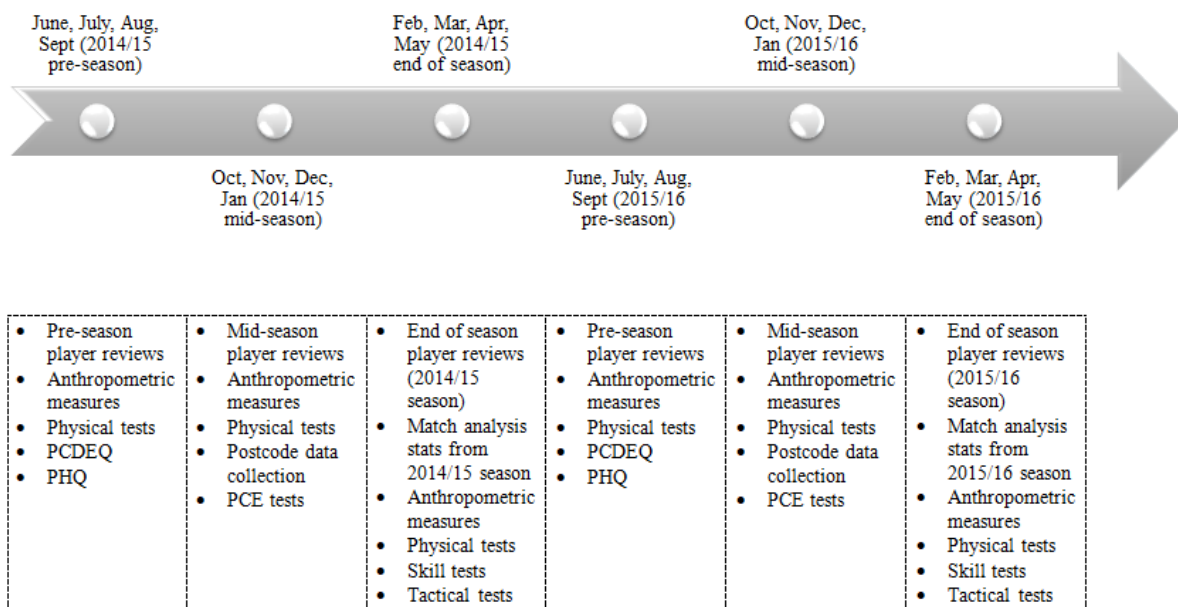 June, July, Aug,
Sept (2014/15
pre-season)
Feb, Mar, Apr,
May (2014/15
end of season)
Oct, Nov, Dec,
Jan (2015/16
mid-season)
Oct, Nov, Dec,
Jan (2014/15
mid-season)
June, July, Aug,
Sept (2015/16
pre-season)
Feb, Mar, Apr,
May (2015/16
end of season)
• Pre-season
player reviews
• Anthropometric
measures
• Physical tests
• PCDEQ
• PHQ
• Mid-season
player reviews
• Anthropometric
measures
• Physical tests
• Postcode data
collection
• PCE tests
• End of season
player reviews
(2014/15
season)
• Match analysis
stats from
2014/15 season
• Anthropometric
measures
• Physical tests
• Skill tests
• Tactical tests
• Pre-season
player reviews
• Anthropometric
measures
• Physical tests
• PCDEQ
• PHQ
• Mid-season
player reviews
• Anthropometric
measures
• Physical tests
• Postcode data
collection
• PCE tests
• End of season
player reviews
(2015/16
season)
• Match analysis
stats from
2015/16 season
• Anthropometric
measures
• Physical tests
• Skill tests
• Tactical tests